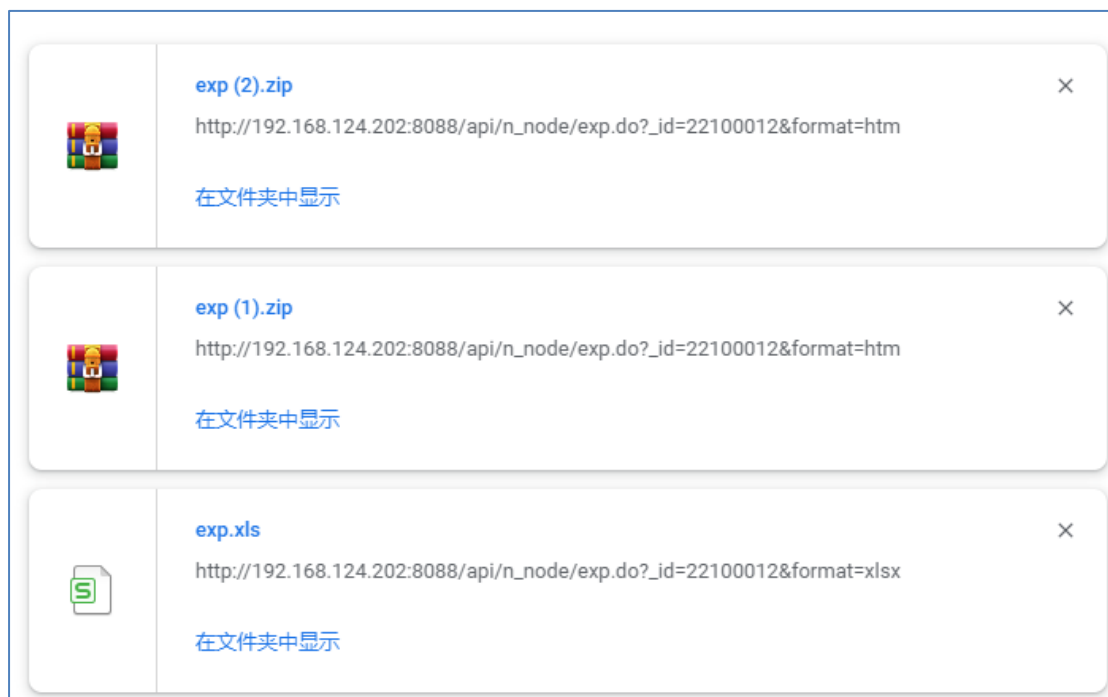 exp (2).zip
http://192.168.124.202:8088/api/n_node/exp.do?_id=22100012&format=htm
在文件夹中显示
exp (1).zip
http://192.168.124.202:8088/api/n_node/exp.do?_id=22100012&format=htm
在文件夹中显示
exp.xls
http://192.168.124.202:8088/api/n_node/exp.do?_id=22100012&format=xlsx
在文件夹中显示